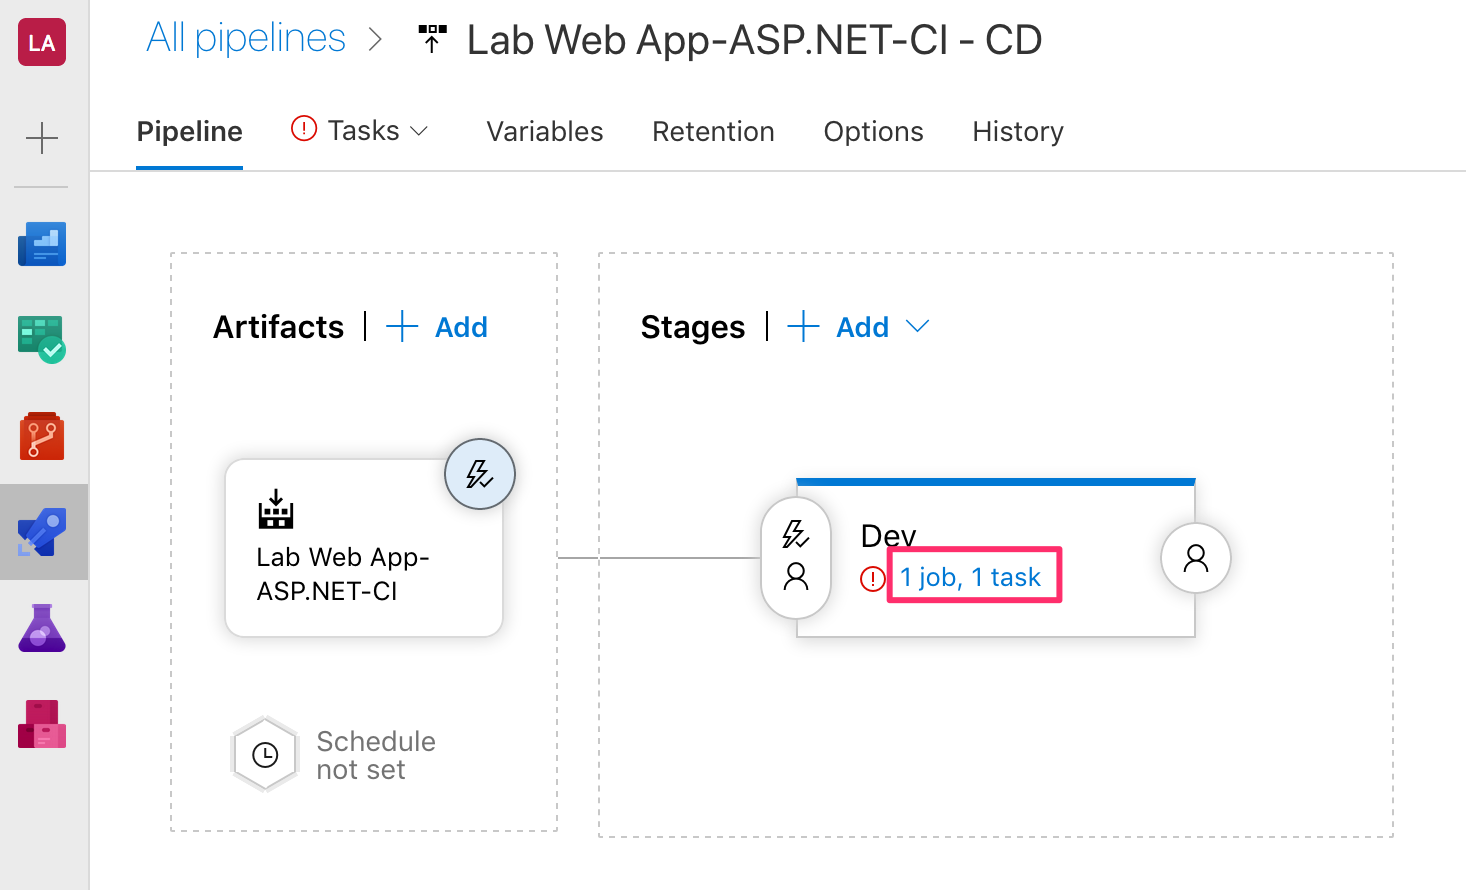 LA
All pipelines > Lab Web App-ASP.NET-CI - CD
Pipeline Tasks Variables Retention Options History
Artifacts | + Add
Stages | + Add
Lab Web App-
ASP.NET-CI
Dev
1 job, 1 task
Schedule
not set